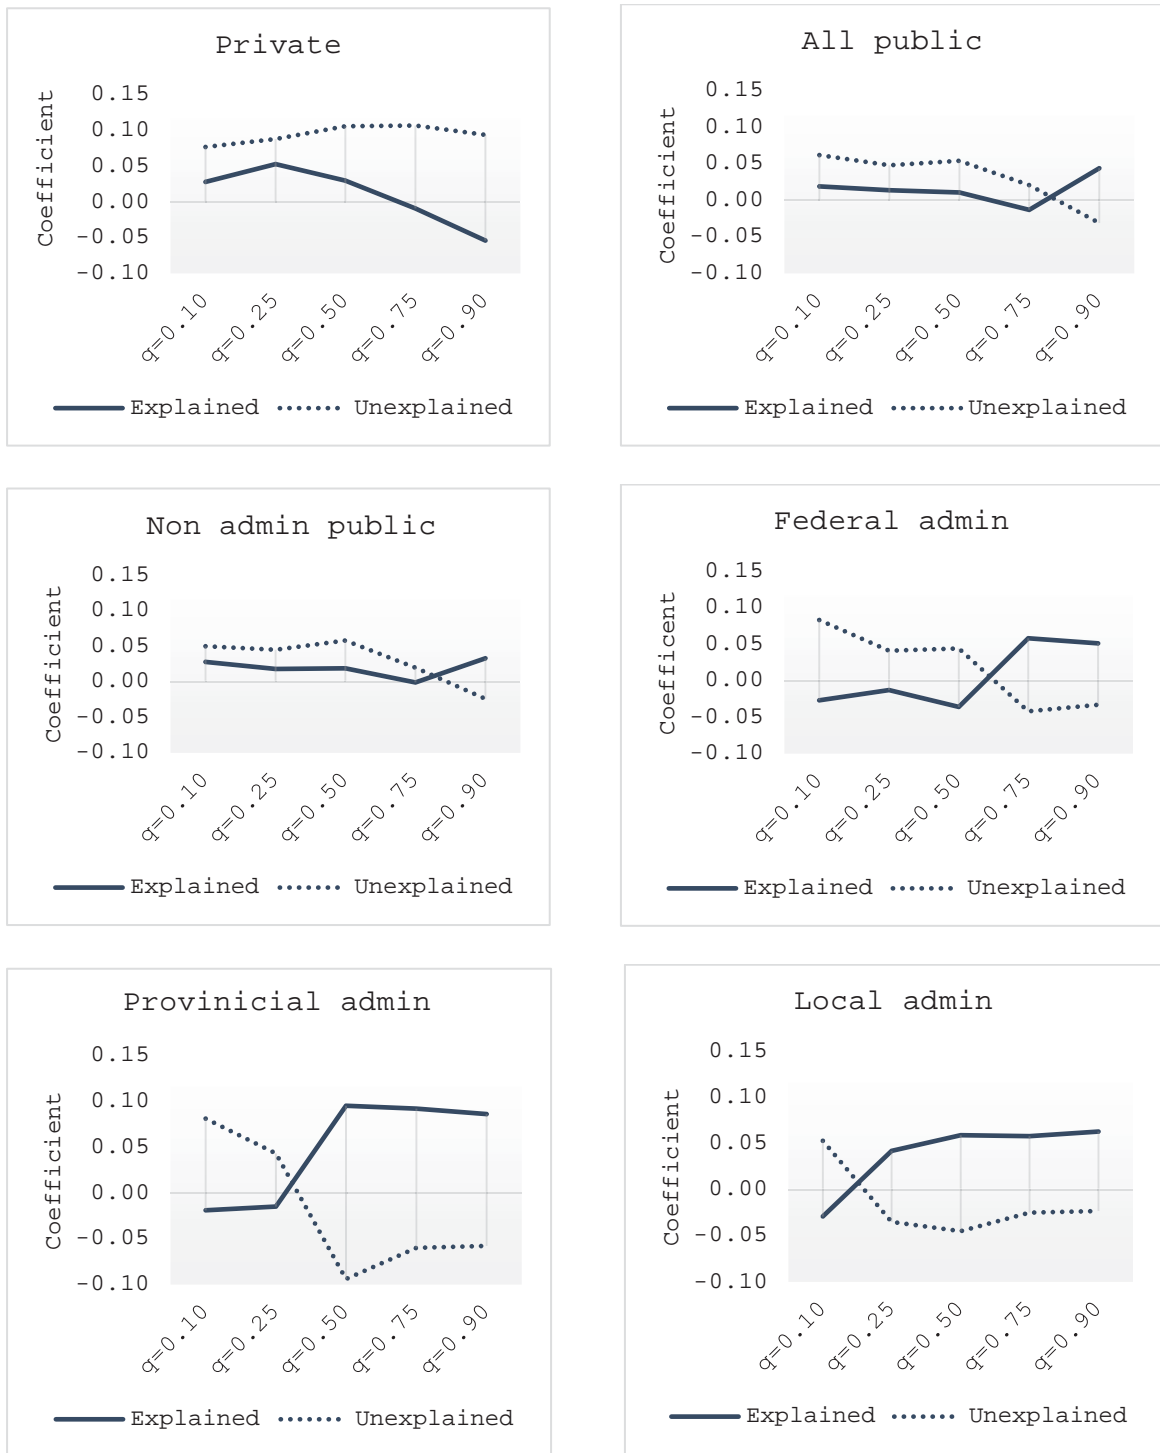 Private
Coefficient
0.15
0.10
0.05
0.00
-0.05
-0.10
q=0.10
q=0.25
q=0.50
q=0.75
q=0.90
Explained
Unexplained
All public
Coefficient
0.15
0.10
0.05
0.00
-0.05
-0.10
q=0.10
q=0.25
q=0.50
q=0.75
q=0.90
Explained
Unexplained
Non admin public
Coefficient
0.15
0.10
0.05
0.00
-0.05
-0.10
q=0.10
q=0.25
q=0.50
q=0.75
q=0.90
Explained
Unexplained
Federal admin
Coefficent
0.15
0.10
0.05
0.00
-0.05
-0.10
q=0.10
q=0.25
q=0.50
q=0.75
q=0.90
Explained
Unexplained
Provinicial admin
Coefficient
0.15
0.10
0.05
0.00
-0.05
-0.10
q=0.10
q=0.25
q=0.50
q=0.75
q=0.90
Explained
Unexplained
Local admin
Coefficient
0.15
0.10
0.05
0.00
-0.05
-0.10
q=0.10
q=0.25
q=0.50
q=0.75
q=0.90
Explained
Unexplained